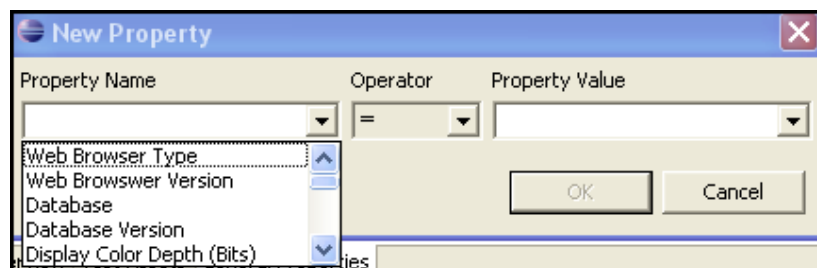 New Property
Property Name Operator Property Value
=
Web Browser Type
Web Browswer Version
Database
Database Version
Display Color Depth (Bits)
OK Cancel